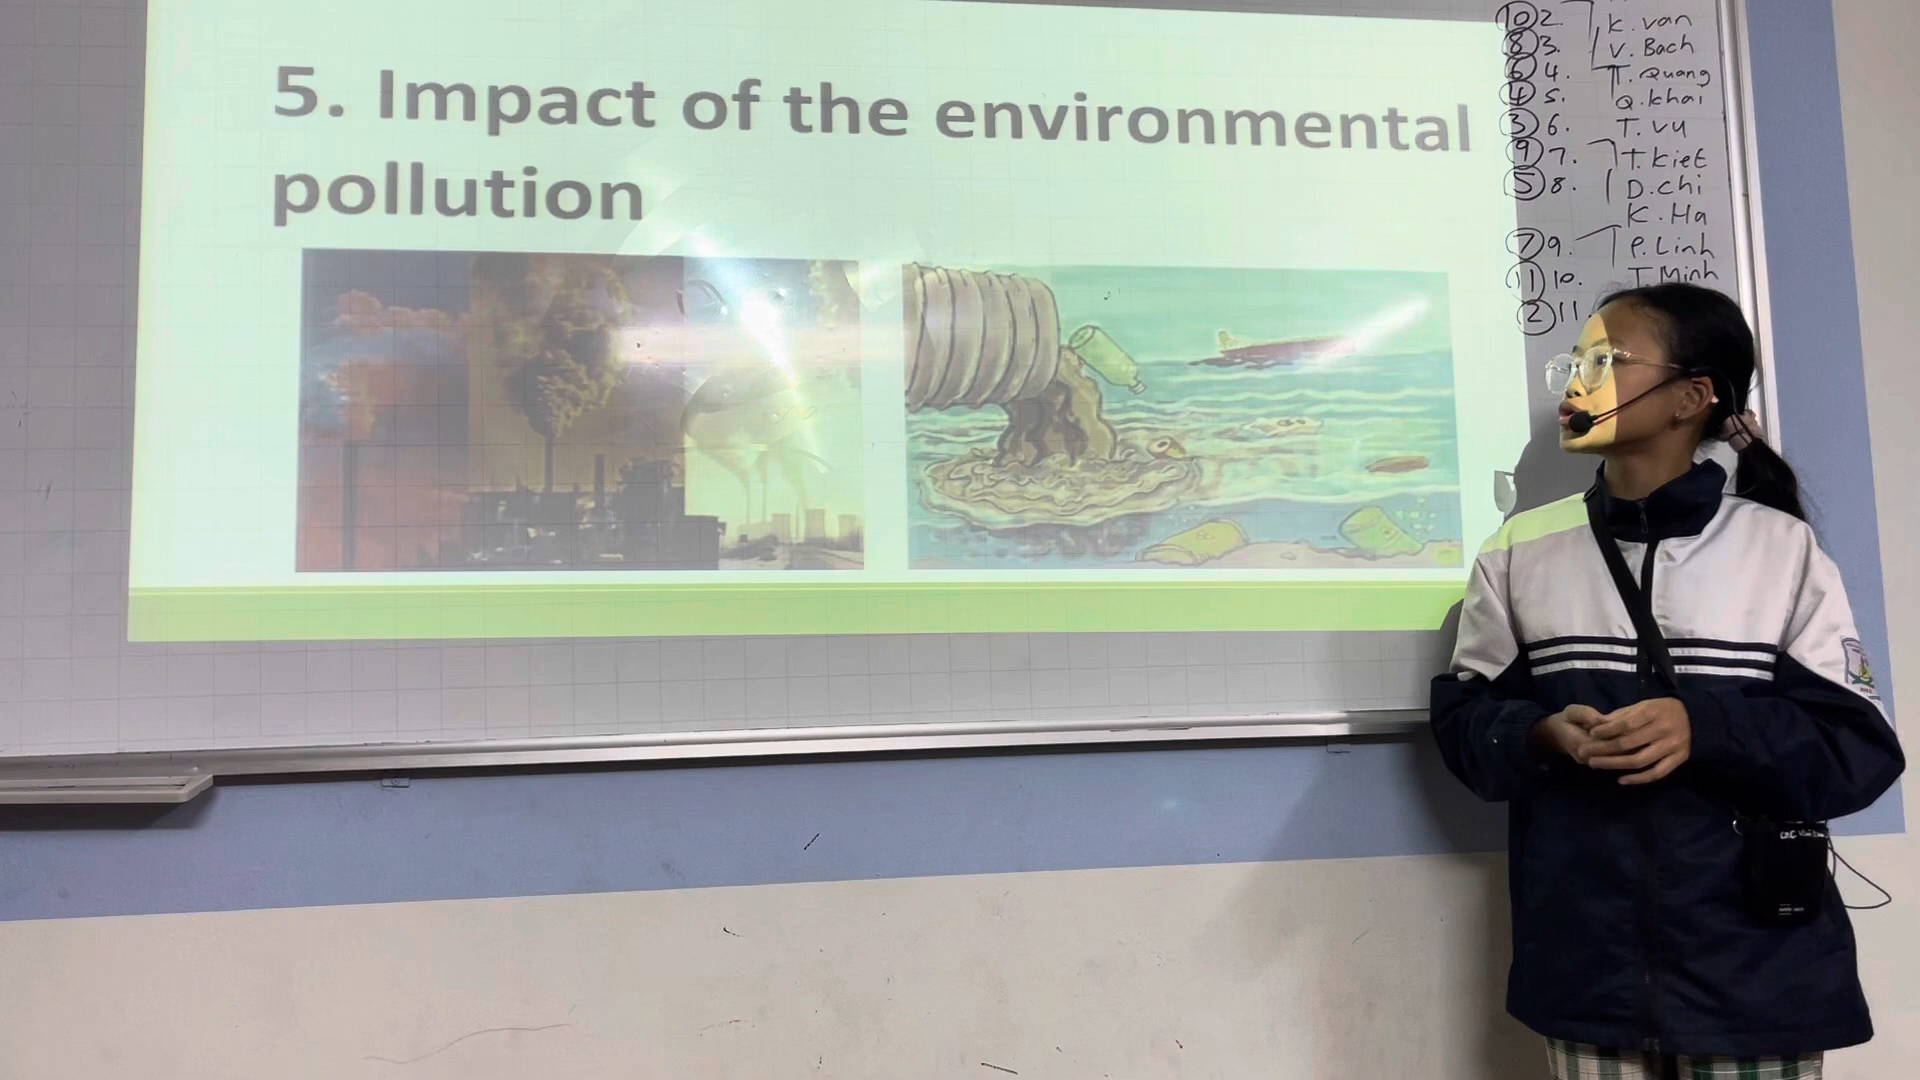 5. Impact of the environmental
pollution
10 2. K. van
8 3. V. Bach
6 4. T. Quang
4 5. Q. Khai
3 6. T. Vu
9 7. T. Kiet
5 8. D. chi
K. Ha
7 9. P. Linh
11 10. T. Minh
2 11.